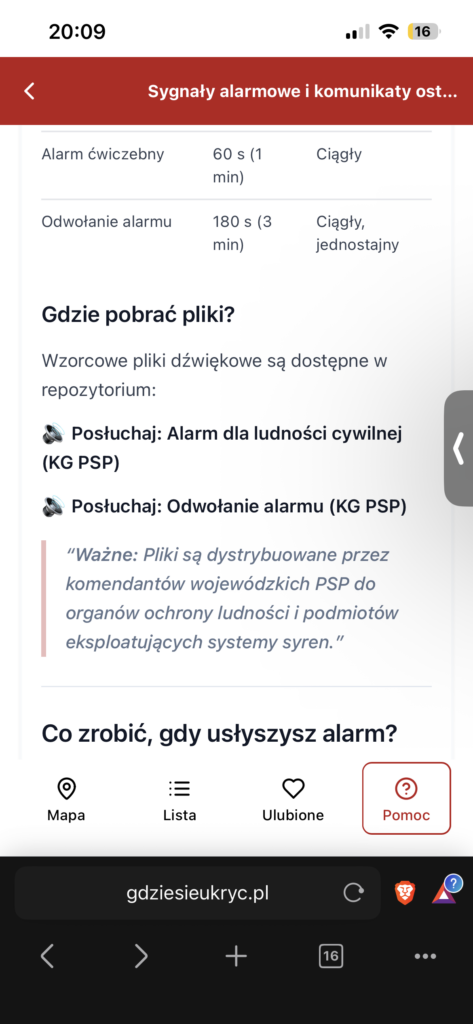 20:09
16
Sygnały alarmowe i komunikaty ost...
Alarm ćwiczebny 60 s (1 min) Ciągły
Odwołanie alarmu 180 s (3 min) Ciągły, jednostajny
Gdzie pobrać pliki?
Wzorcowe pliki dźwiękowe są dostępne w
repozytorium:
🔊 Posłuchaj: Alarm dla ludności cywilnej
(KG PSP)
🔊 Posłuchaj: Odwołanie alarmu (KG PSP)
“Ważne: Pliki są dystrybuowane przez
komendantów wojewódzkich PSP do
organów ochrony ludności i podmiotów
eksploatujących systemy syren.”
Co zrobić, gdy usłyszysz alarm?
Mapa
Lista
Ulubione
Pomoc
gdziesieukryc.pl
?
16